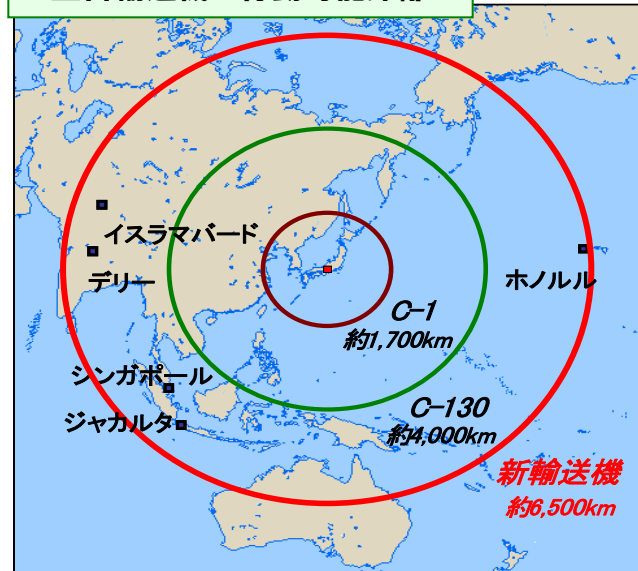 イスラマバード
デリー
ホノルル
C-1
約1,700km
シンガポール
ジャカルタ
C-130
約4,000km
新輸送機
約6,500km